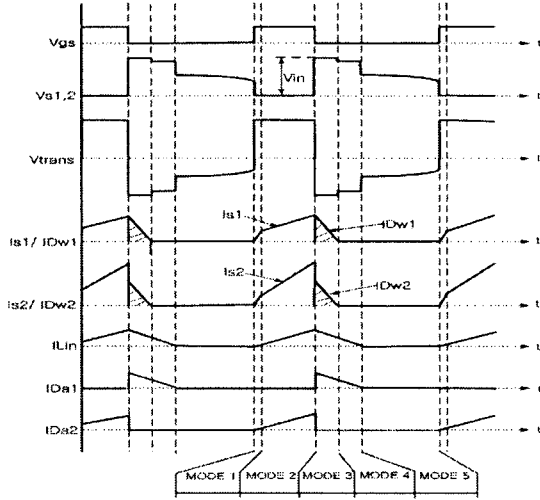 Vgs
t
Vs1,2
Vin
t
Vtrans
t
Is1
IDw1
Is1/ IDw1
t
Is2
IDw2
Is2/ IDw2
t
ILin
t
IDa1
t
IDa2
t
MODE 1 MODE 2 MODE 3 MODE 4 MODE 5